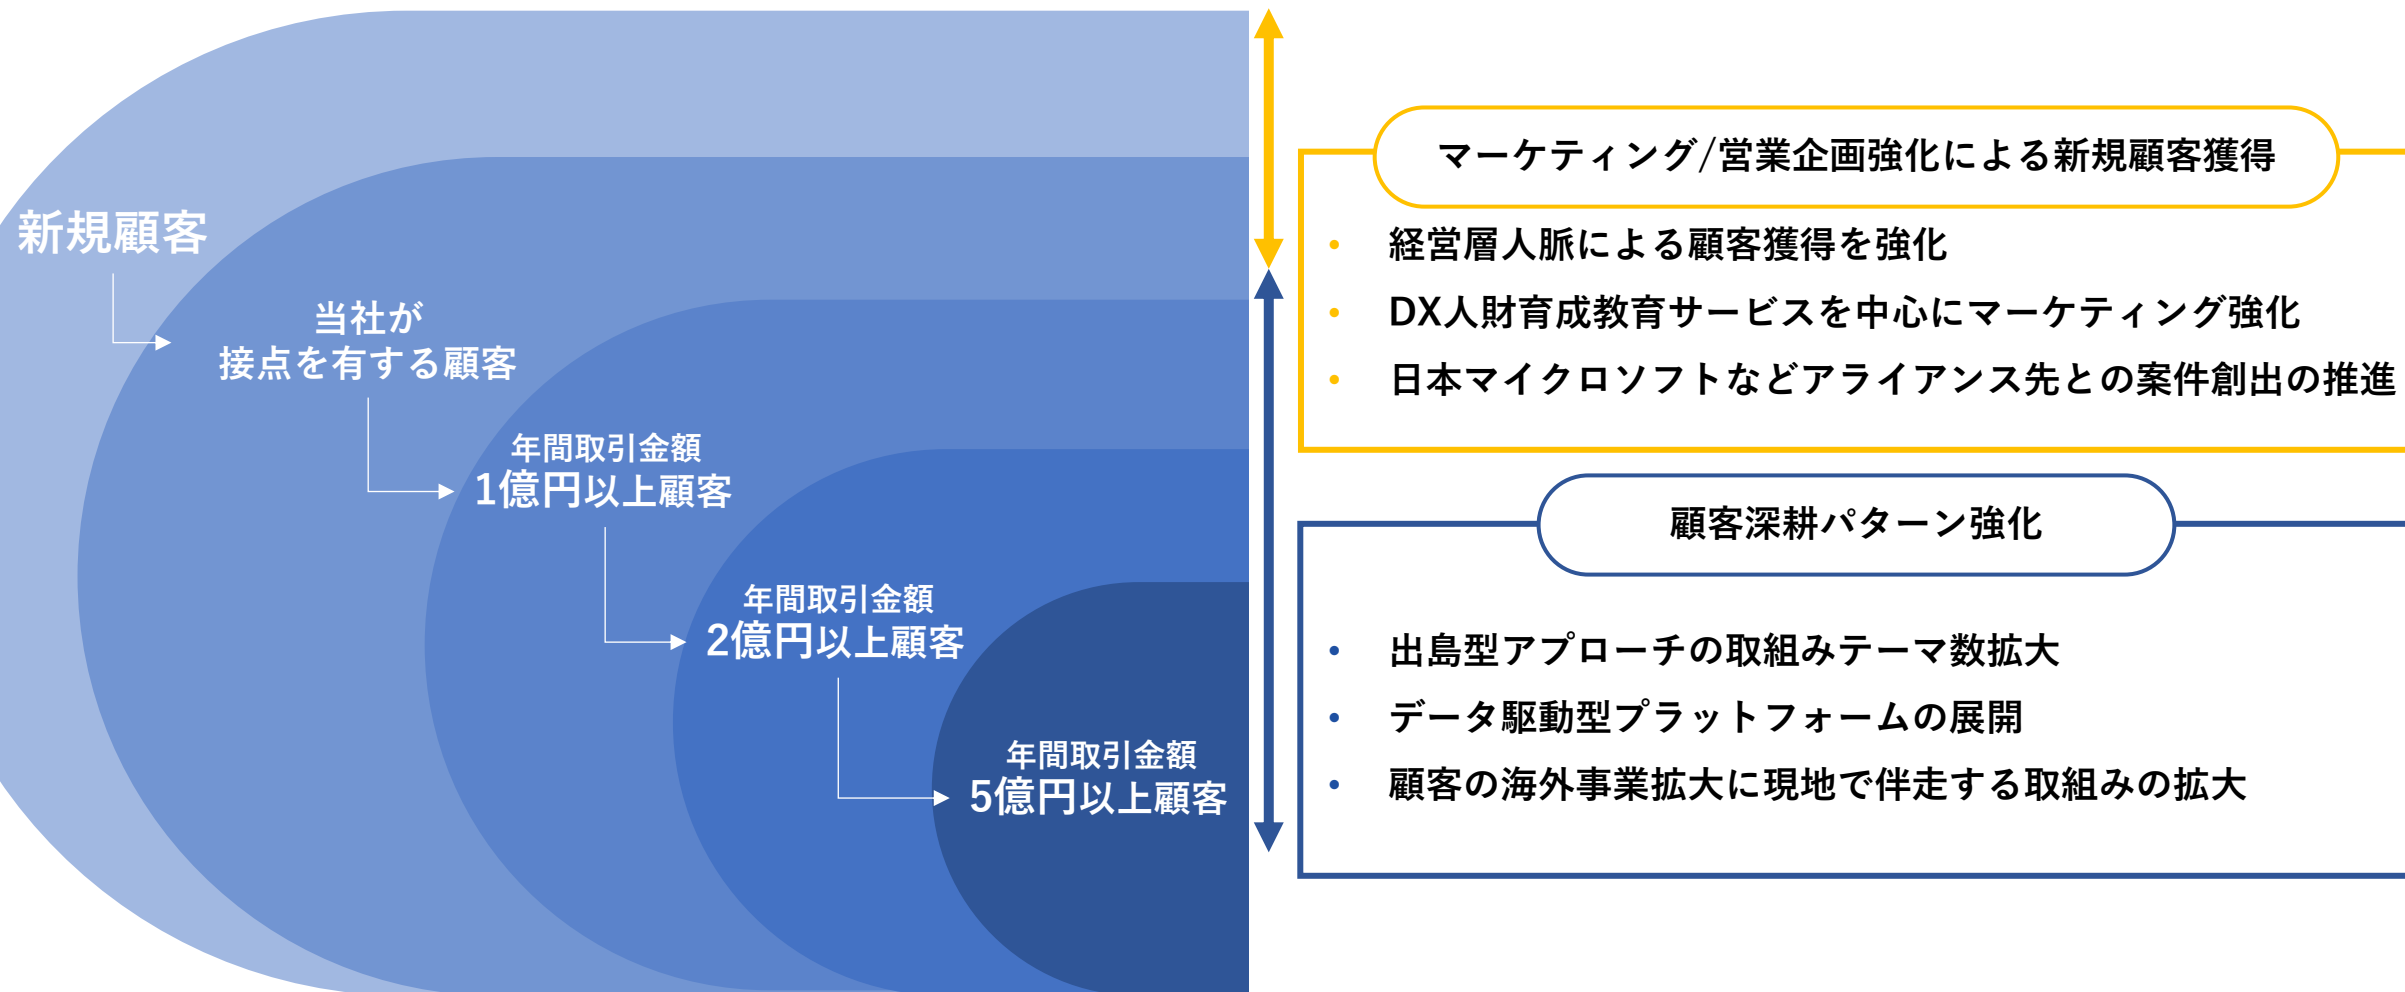 新規顧客
当社が
接点を有する顧客
年間取引金額
1億円以上顧客
年間取引金額
2億円以上顧客
年間取引金額
5億円以上顧客
マーケティング/営業企画強化による新規顧客獲得
• 経営層人脈による顧客獲得を強化
• DX人財育成教育サービスを中心にマーケティング強化
• 日本マイクロソフトなどアライアンス先との案件創出の推進
顧客深耕パターン強化
• 出島型アプローチの取組みテーマ数拡大
• データ駆動型プラットフォームの展開
• 顧客の海外事業拡大に現地で伴走する取組みの拡大